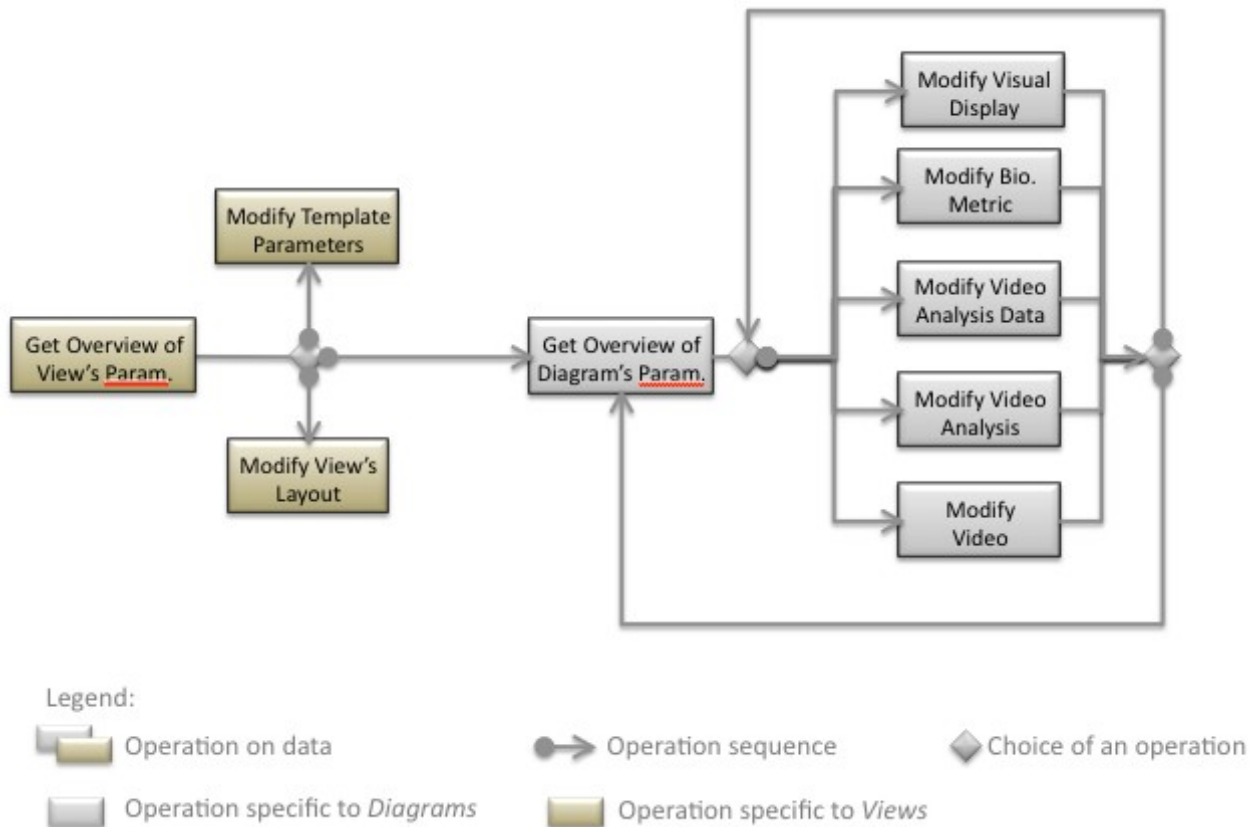 Modify Visual
Display
Modify Bio.
Metric
Modify Template
Parameters
Modify Video
Analysis Data
Get Overview of
View's Param.
Get Overview of
Diagram's Param.
Modify Video
Analysis
Modify View's
Layout
Modify
Video
Legend:
Operation on data
Operation sequence
Choice of an operation
Operation specific to Diagrams
Operation specific to Views